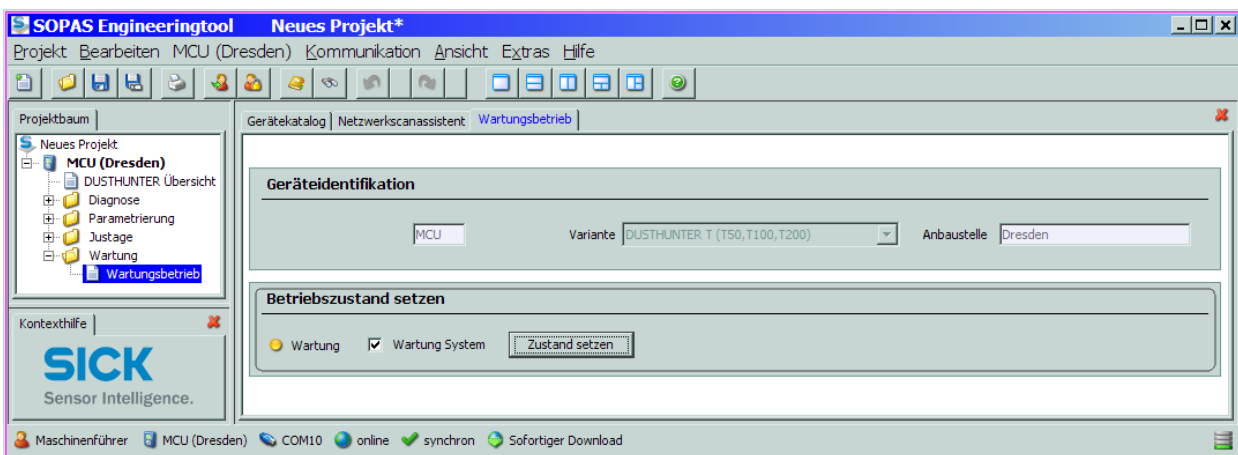 SOPAS Engineeringtool Neues Projekt*
Projekt Bearbeiten MCU (Dresden) Kommunikation Ansicht Extras Hilfe
Projektbaum
Neues Projekt
MCU (Dresden)
DUSTHUNTER Übersicht
Diagnose
Parametrierung
Justage
Wartung
Wartungsbetrieb
Kontexthilfe
SICK
Sensor Intelligence.
Gerätekatalog Netzwerkscanassistent Wartungsbetrieb
Geräteidentifikation
MCU Variante DUSTHUNTER T (T50,T100,T200) Anbaustelle Dresden
Betriebszustand setzen
Wartung Wartung System Zustand setzen
Maschinenführer MCU (Dresden) COM10 online synchron Sofortiger Download